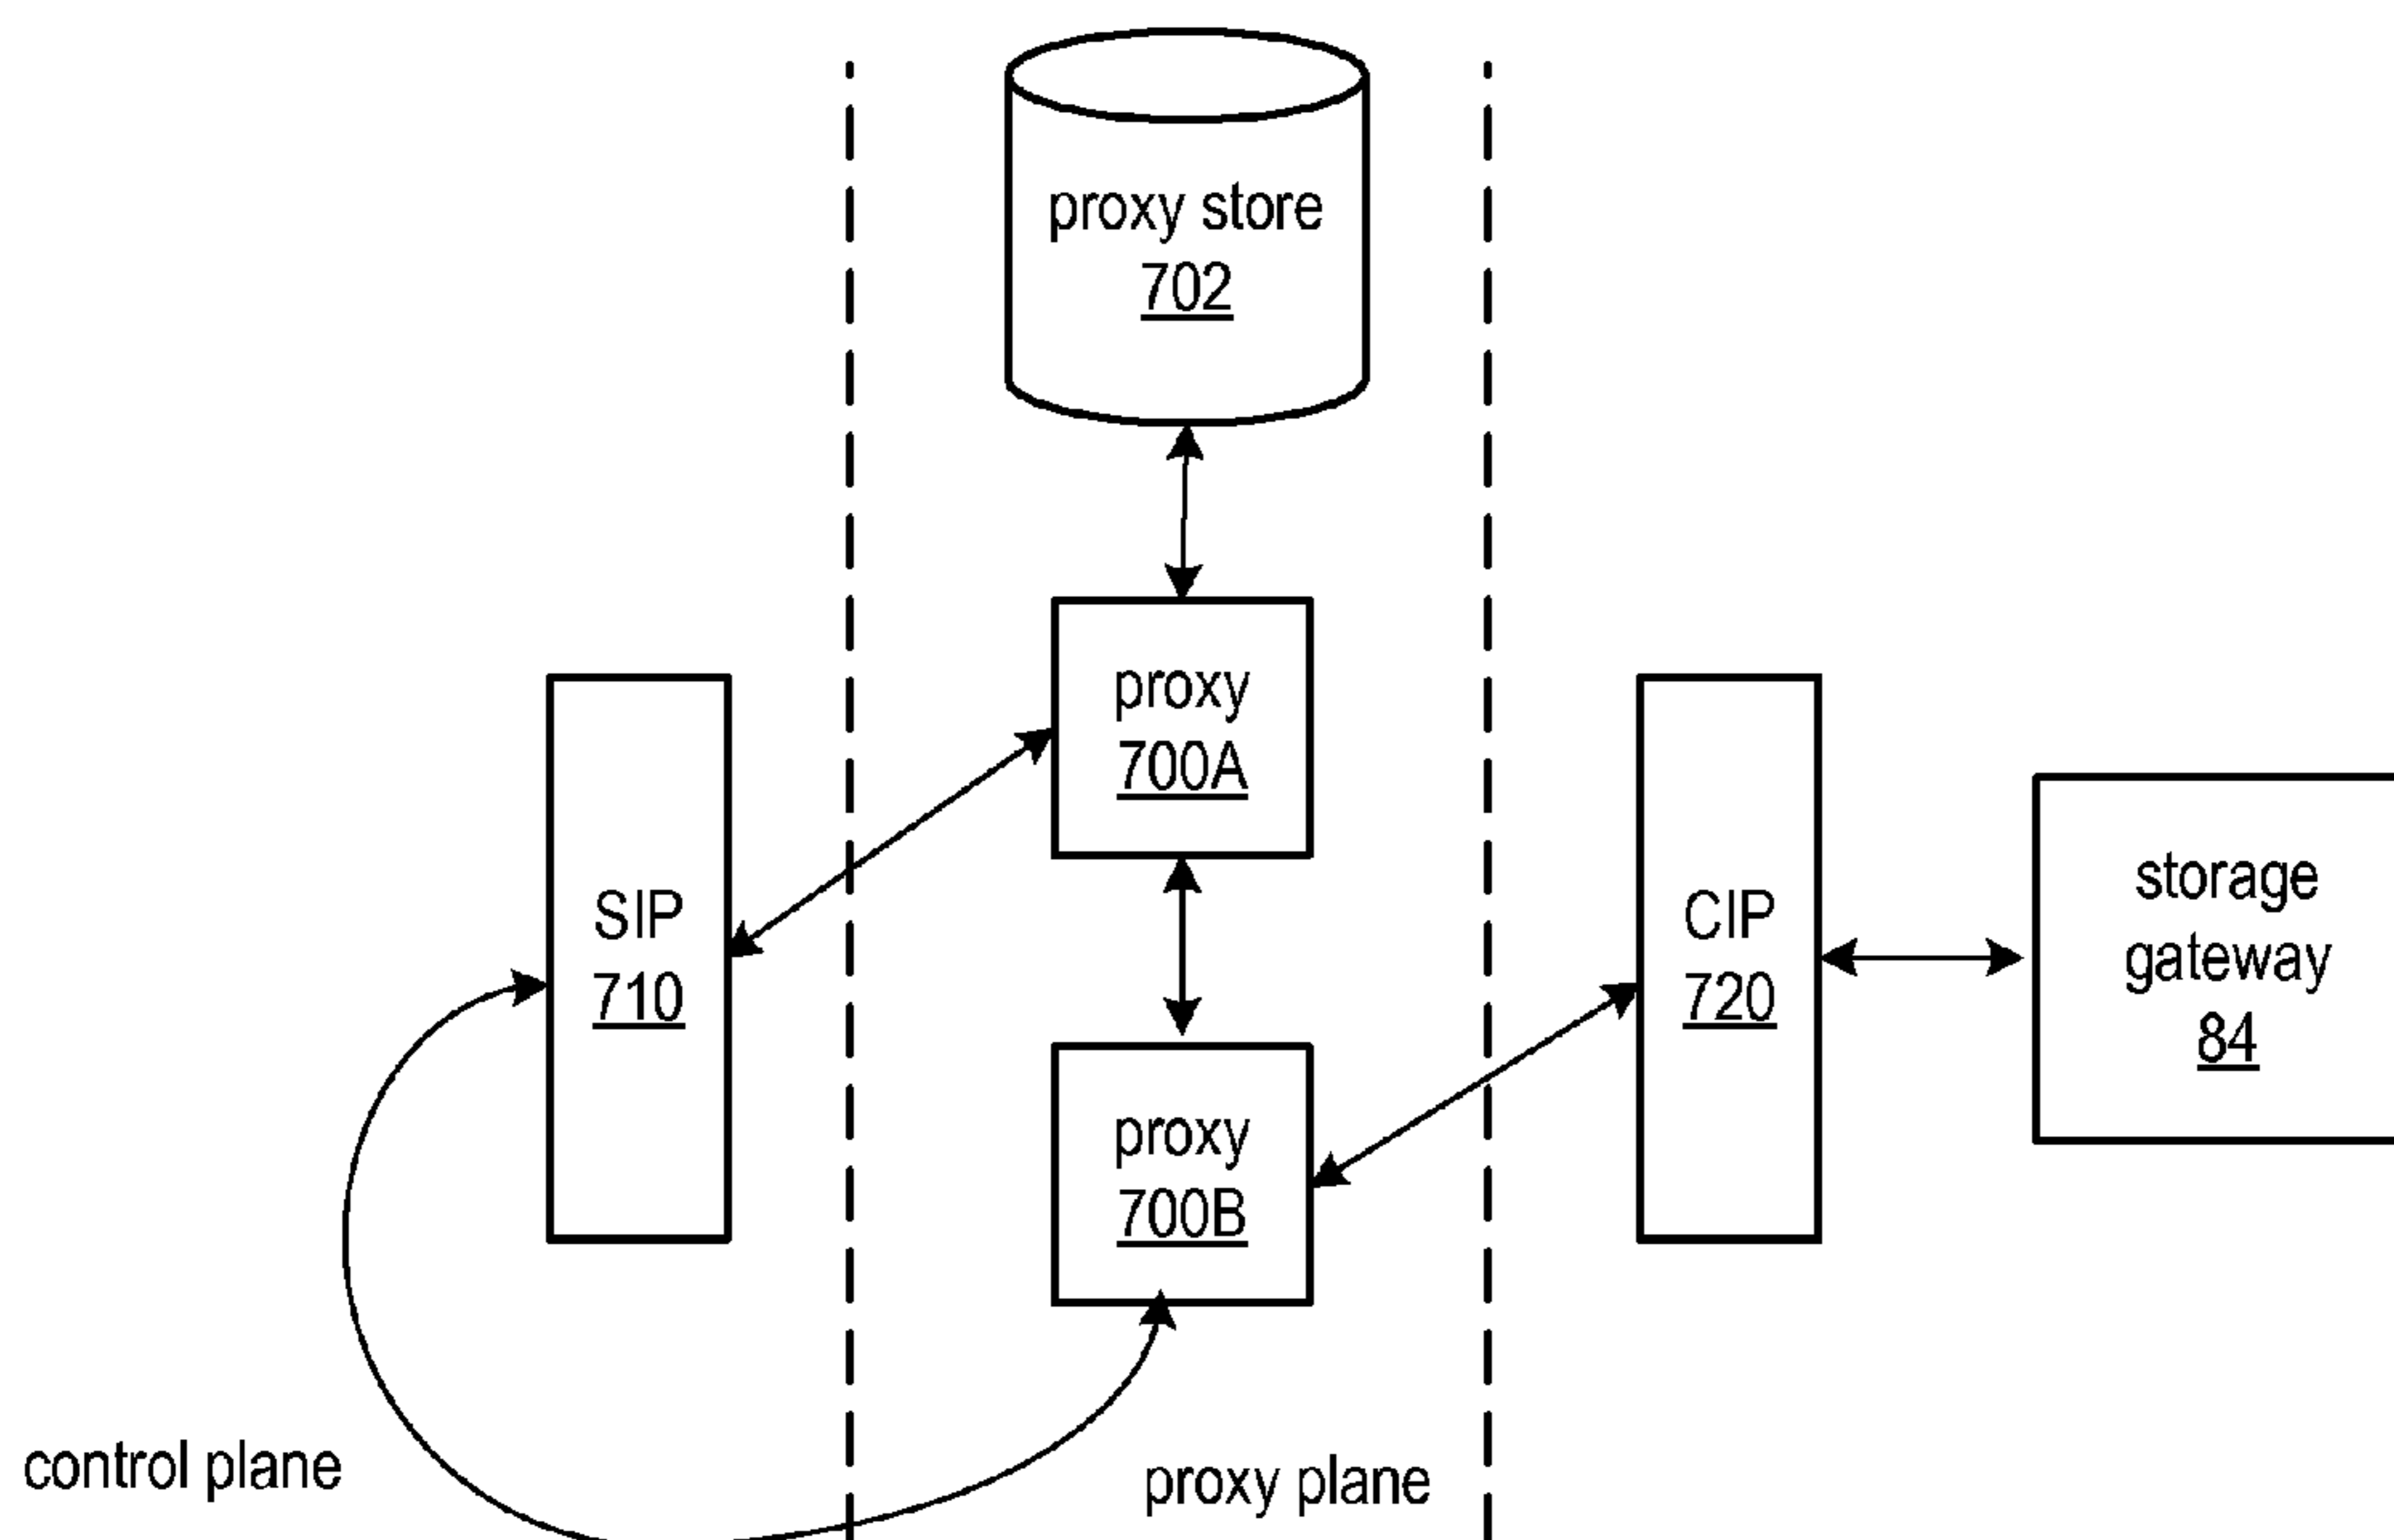 proxy store
702
proxy
700A
SIP
710
CIP
720
storage
gateway
84
proxy
700B
control plane
proxy plane